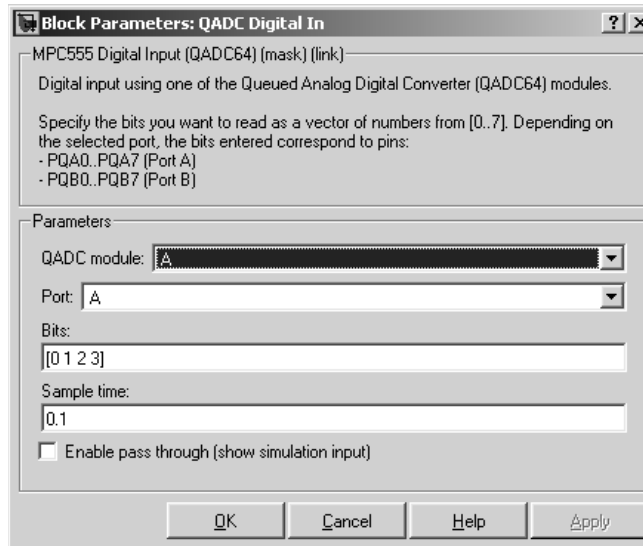 Block Parameters: QADC Digital In
MPC555 Digital Input (QADC64) (mask) (link)
Digital input using one of the Queued Analog Digital Converter (QADC64) modules.
Specify the bits you want to read as a vector of numbers from [0..7]. Depending on
the selected port, the bits entered correspond to pins:
- PQA0..PQA7 (Port A)
- PQB0..PQB7 (Port B)
Parameters
QADC module: A
Port: A
Bits:
[0 1 2 3]
Sample time:
0.1
Enable pass through (show simulation input)
OK Cancel Help Apply